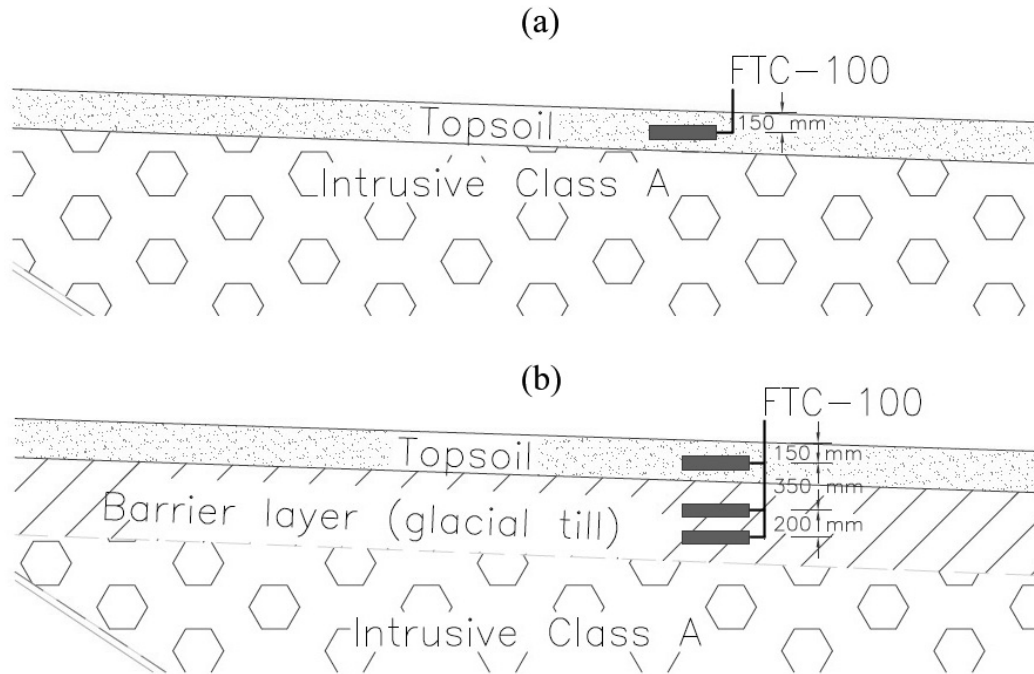 (a)
FTC-100
150 mm
Topsoil
Intrusive Class A
(b)
FTC-100
150 mm
Topsoil
350 mm
Barrier layer (glacial till)
200 mm
Intrusive Class A